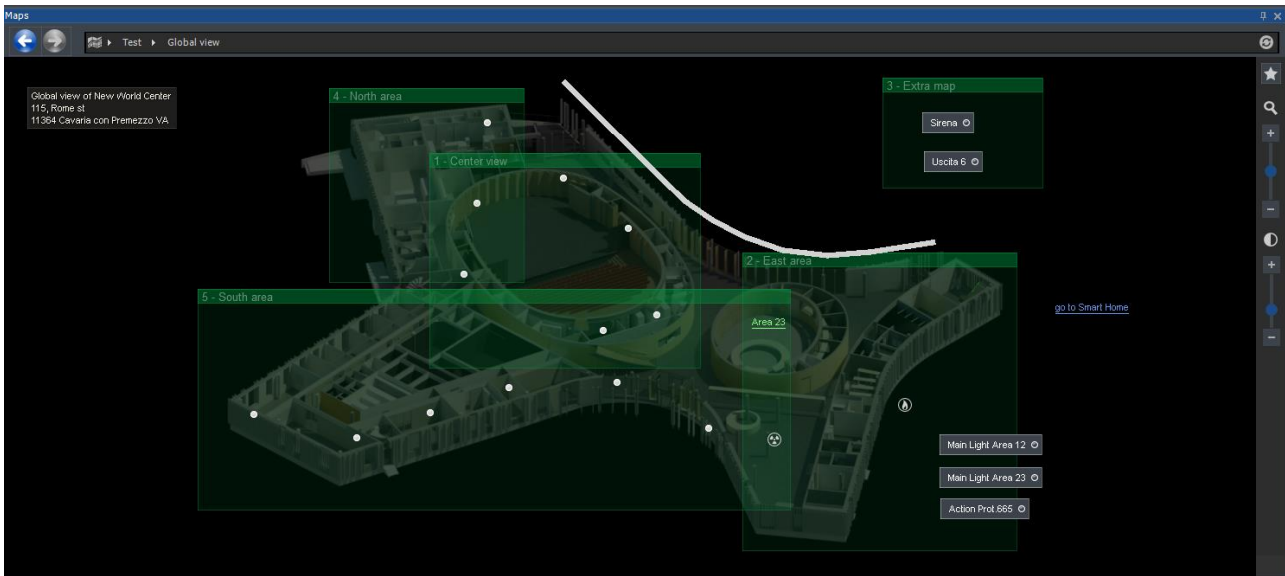 Maps
Test
Global view
Global view of New World Center
115, Rome st
11364 Cavaria con Premezzo VA
4 - North area
3 - Extra map
Sirena
1 - Center view
Uscita 6
2 - East area
5 - South area
go to Smart Home
Area 23
Main Light Area 12
Main Light Area 23
Action Prot.665